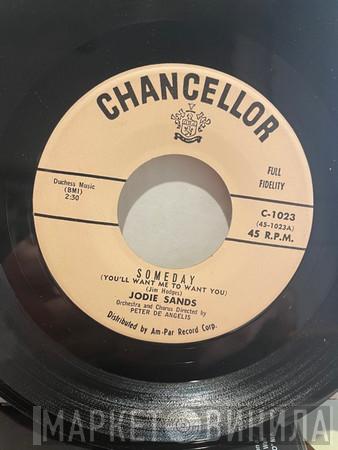 CHANCELLOR
Duchess Music
(BMI)
2:30
FULL
FIDELITY
C-1023
(45-1023A)
45 R.P.M.
SOMEDAY
(YOU'LL WANT ME TO WANT YOU)
(Jim Hodges)
JODIE SANDS
Orchestra and Chorus Directed by
PETER DE ANGELIS
Distributed by Am-Par Record Corp.
МАРКЕТ ВИНИЛА